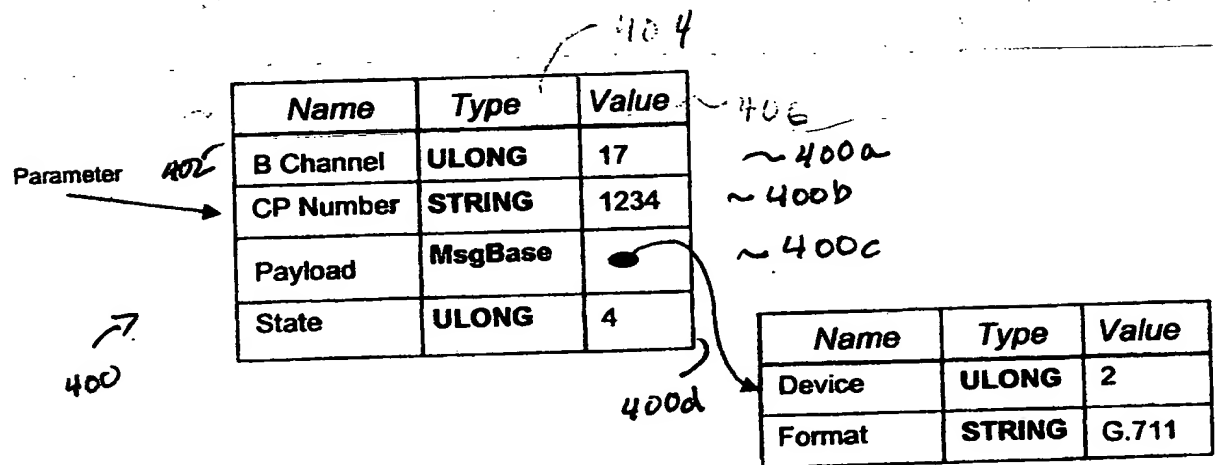 404
Name Type Value 406
402 B Channel ULONG 17 ~400a
Parameter CP Number STRING 1234 ~400b
Payload MsgBase ~400c
State ULONG 4
400
400d
Name Type Value
Device ULONG 2
Format STRING G.711